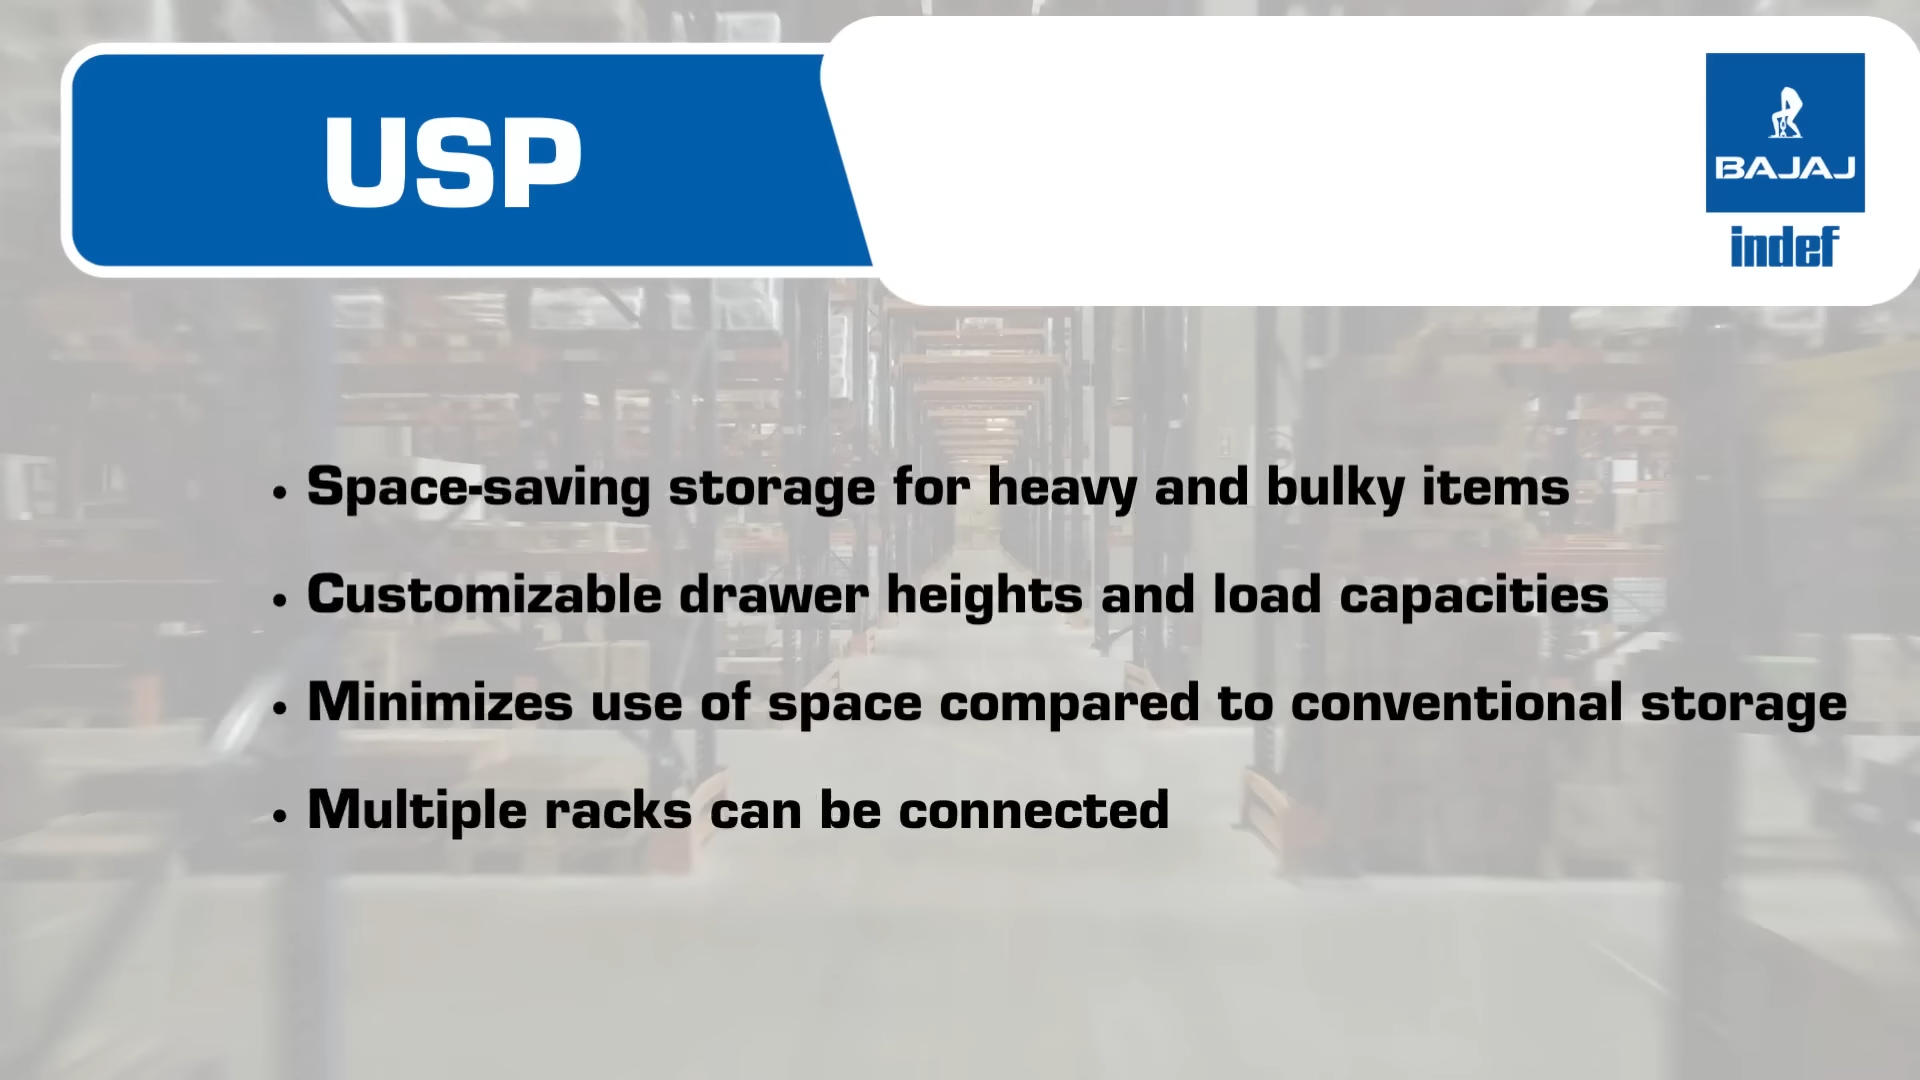 USP
BAJAJ
indef
• Space-saving storage for heavy and bulky items
• Customizable drawer heights and load capacities
• Minimizes use of space compared to conventional storage
• Multiple racks can be connected